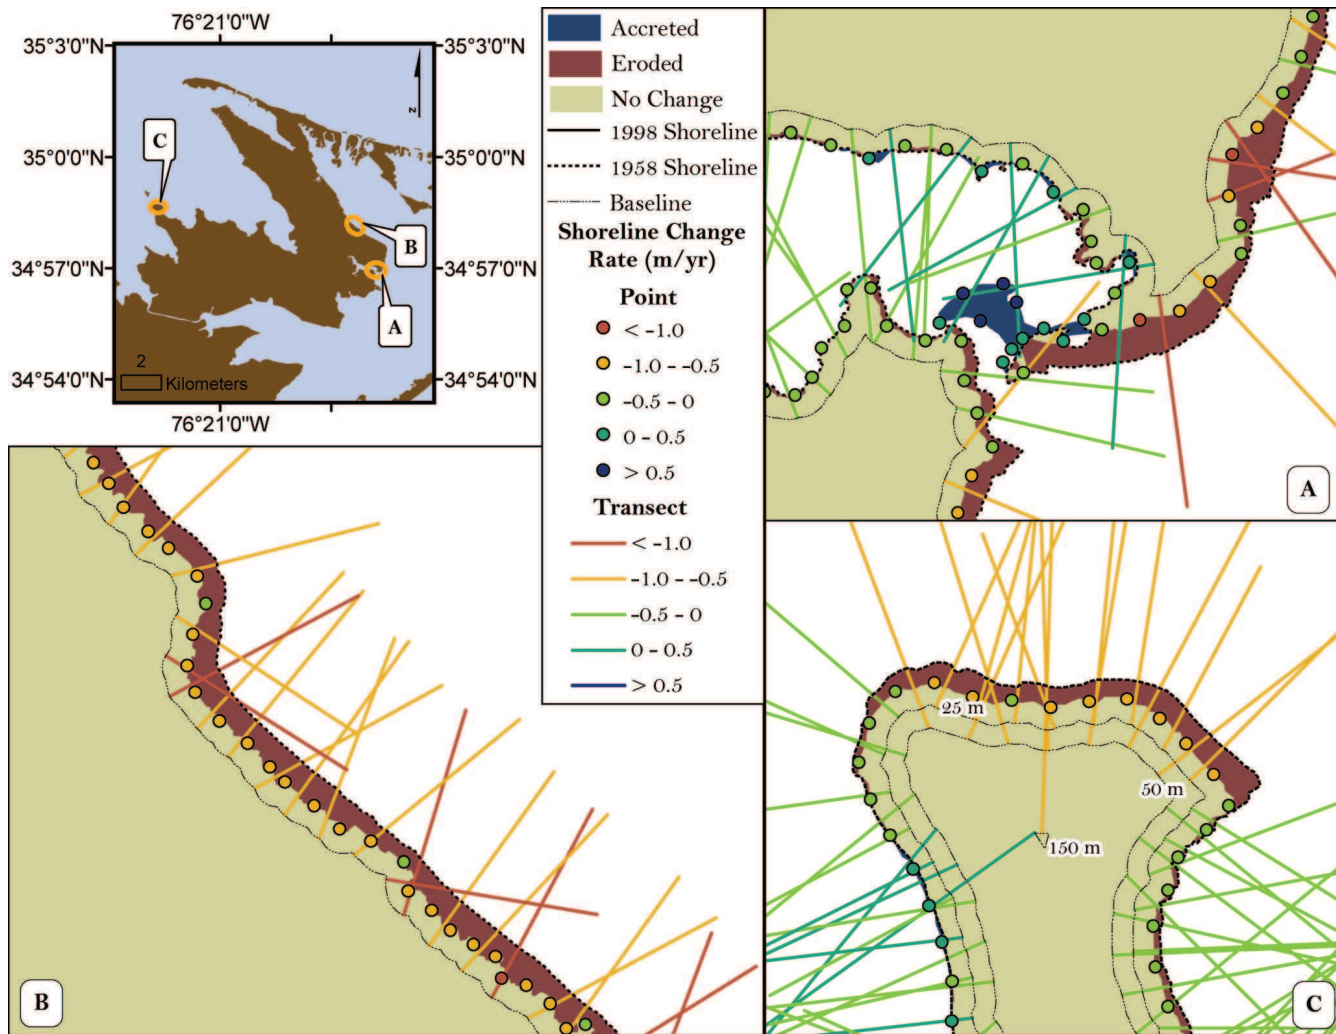 76°21'0"W
35°3'0"N
35°3'0"N
z
C
35°0'0"N
35°0'0"N
B
34°57'0"N
34°57'0"N
A
2
Kilometers
34°54'0"N
34°54'0"N
76°21'0"W
Accreted
Eroded
No Change
1998 Shoreline
1958 Shoreline
Baseline
Shoreline Change
Rate (m/yr)
Point
< -1.0
-1.0 - -0.5
-0.5 - 0
0 - 0.5
> 0.5
Transect
< -1.0
-1.0 - -0.5
-0.5 - 0
0 - 0.5
> 0.5
A
B
25 m
50 m
150 m
C